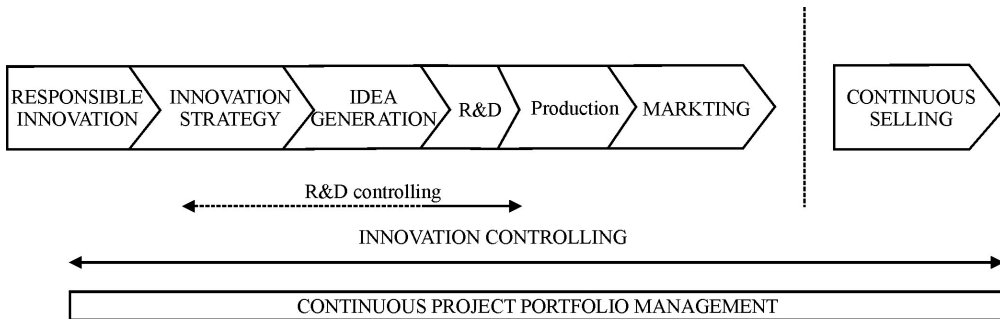 RESPONSIBLE
INNOVATION
INNOVATION
STRATEGY
IDEA
GENERATION
R&D
Production
MARKTING
CONTINUOUS
SELLING
R&D controlling
INNOVATION CONTROLLING
CONTINUOUS PROJECT PORTFOLIO MANAGEMENT